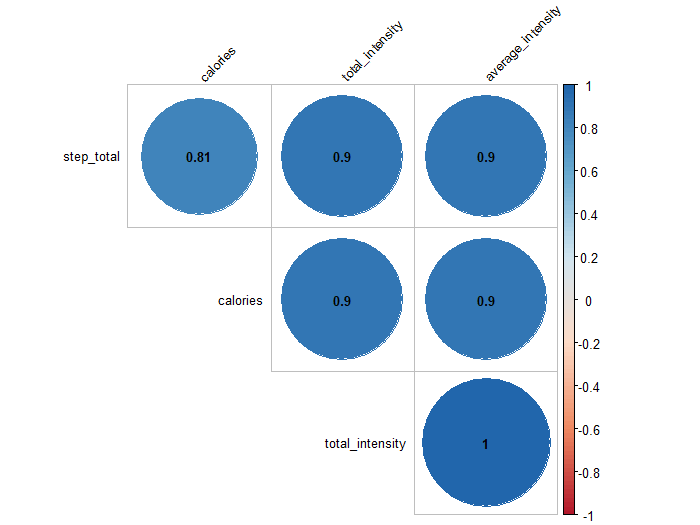 calories
total_intensity
average_intensity
step_total 0.81 0.9 0.9
calories 0.9 0.9
total_intensity 1
1
0.8
0.6
0.4
0.2
0
-0.2
-0.4
-0.6
-0.8
-1